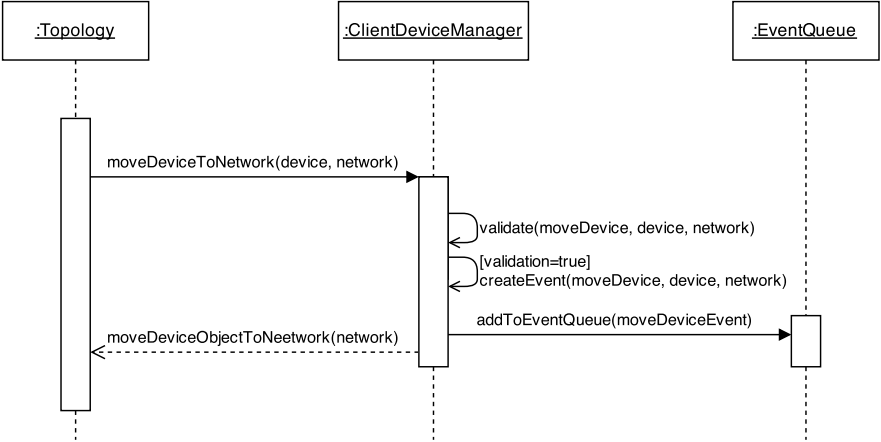 :Topology
:ClientDeviceManager
:EventQueue
moveDeviceToNetwork(device, network)
validate(moveDevice, device, network)
[validation=true]
createEvent(moveDevice, device, network)
addToEventQueue(moveDeviceEvent)
moveDeviceObjectToNeetwork(network)